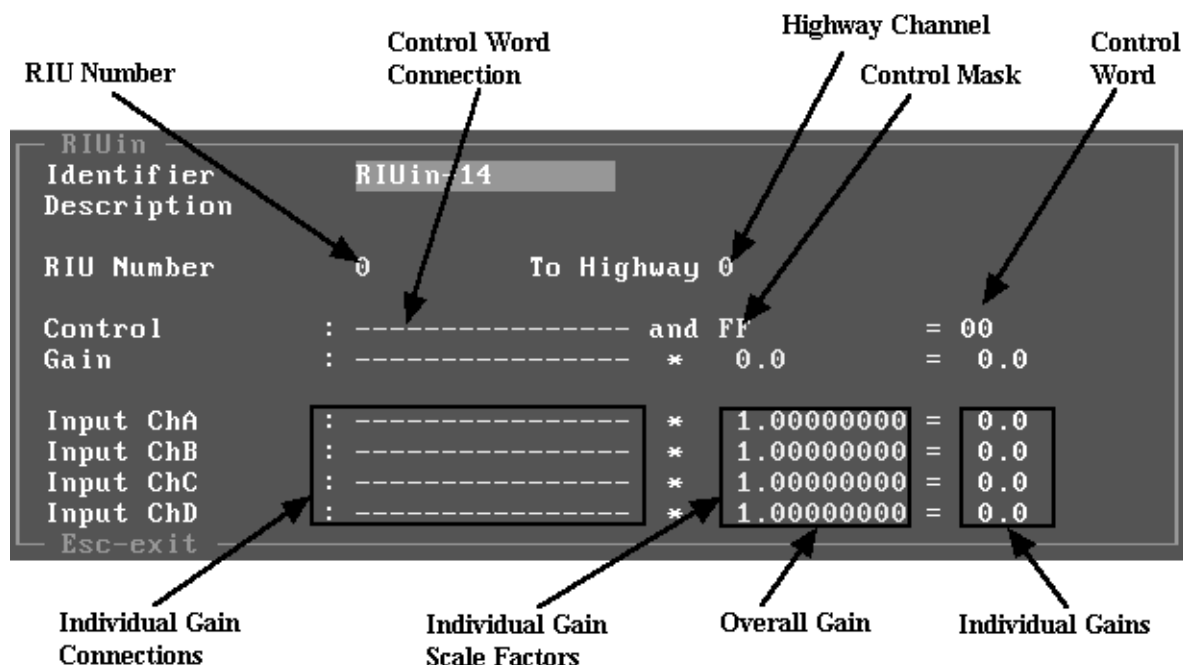 Highway Channel
Control Word
Connection
Control
Word
RIU Number
Control Mask
RIUin
Identifier RIUin-14
Description
RIU Number 0 To Highway 0
Control : ---------------- and FF = 00
Gain : ---------------- * 0.0 = 0.0
Input ChA : ---------------- * 1.00000000 = 0.0
Input ChB : ---------------- * 1.00000000 = 0.0
Input ChC : ---------------- * 1.00000000 = 0.0
Input ChD : ---------------- * 1.00000000 = 0.0
Esc-exit
Individual Gain
Connections
Individual Gain
Scale Factors
Overall Gain
Individual Gains